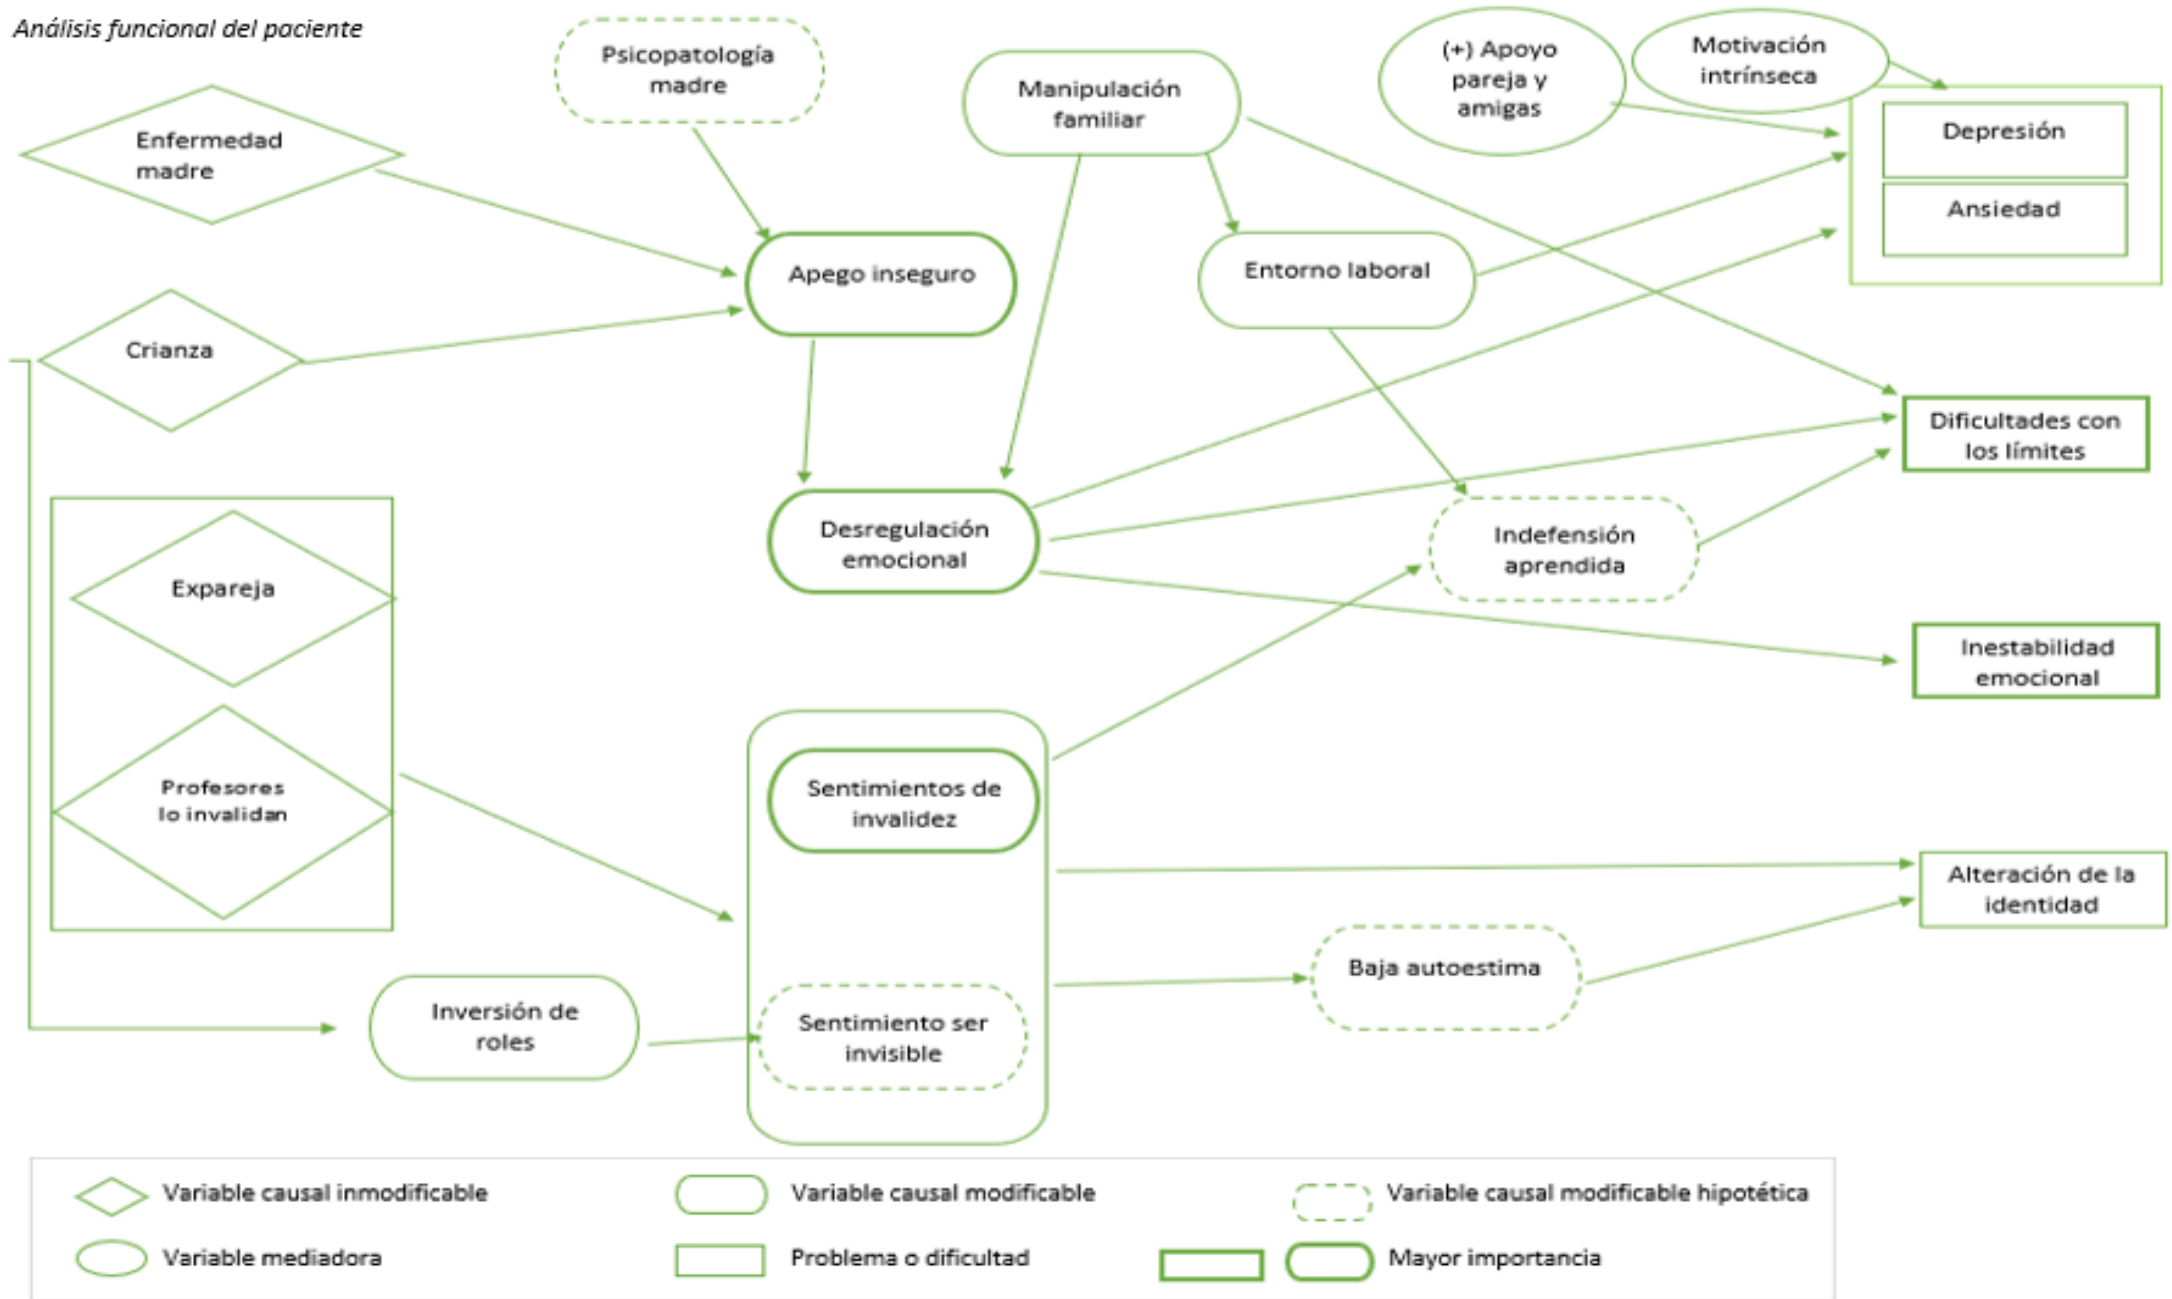 Análisis funcional del paciente
Psicopatología
madre
Manipulación
familiar
(+) Apoyo
pareja y
amigas
Motivación
intrínseca
Enfermedad
madre
Depresión
Ansiedad
Apego inseguro
Entorno laboral
Crianza
Dificultades con
los límites
Desregulación
emocional
Indefensión
aprendida
Expareja
Inestabilidad
emocional
Profesores
lo invalidan
Sentimientos de
invalidez
Alteración de la
identidad
Baja autoestima
Inversión de
roles
Sentimiento ser
invisible
Variable causal inmodificable
Variable causal modificable
Variable causal modificable hipotética
Variable mediadora
Problema o dificultad
Mayor importancia